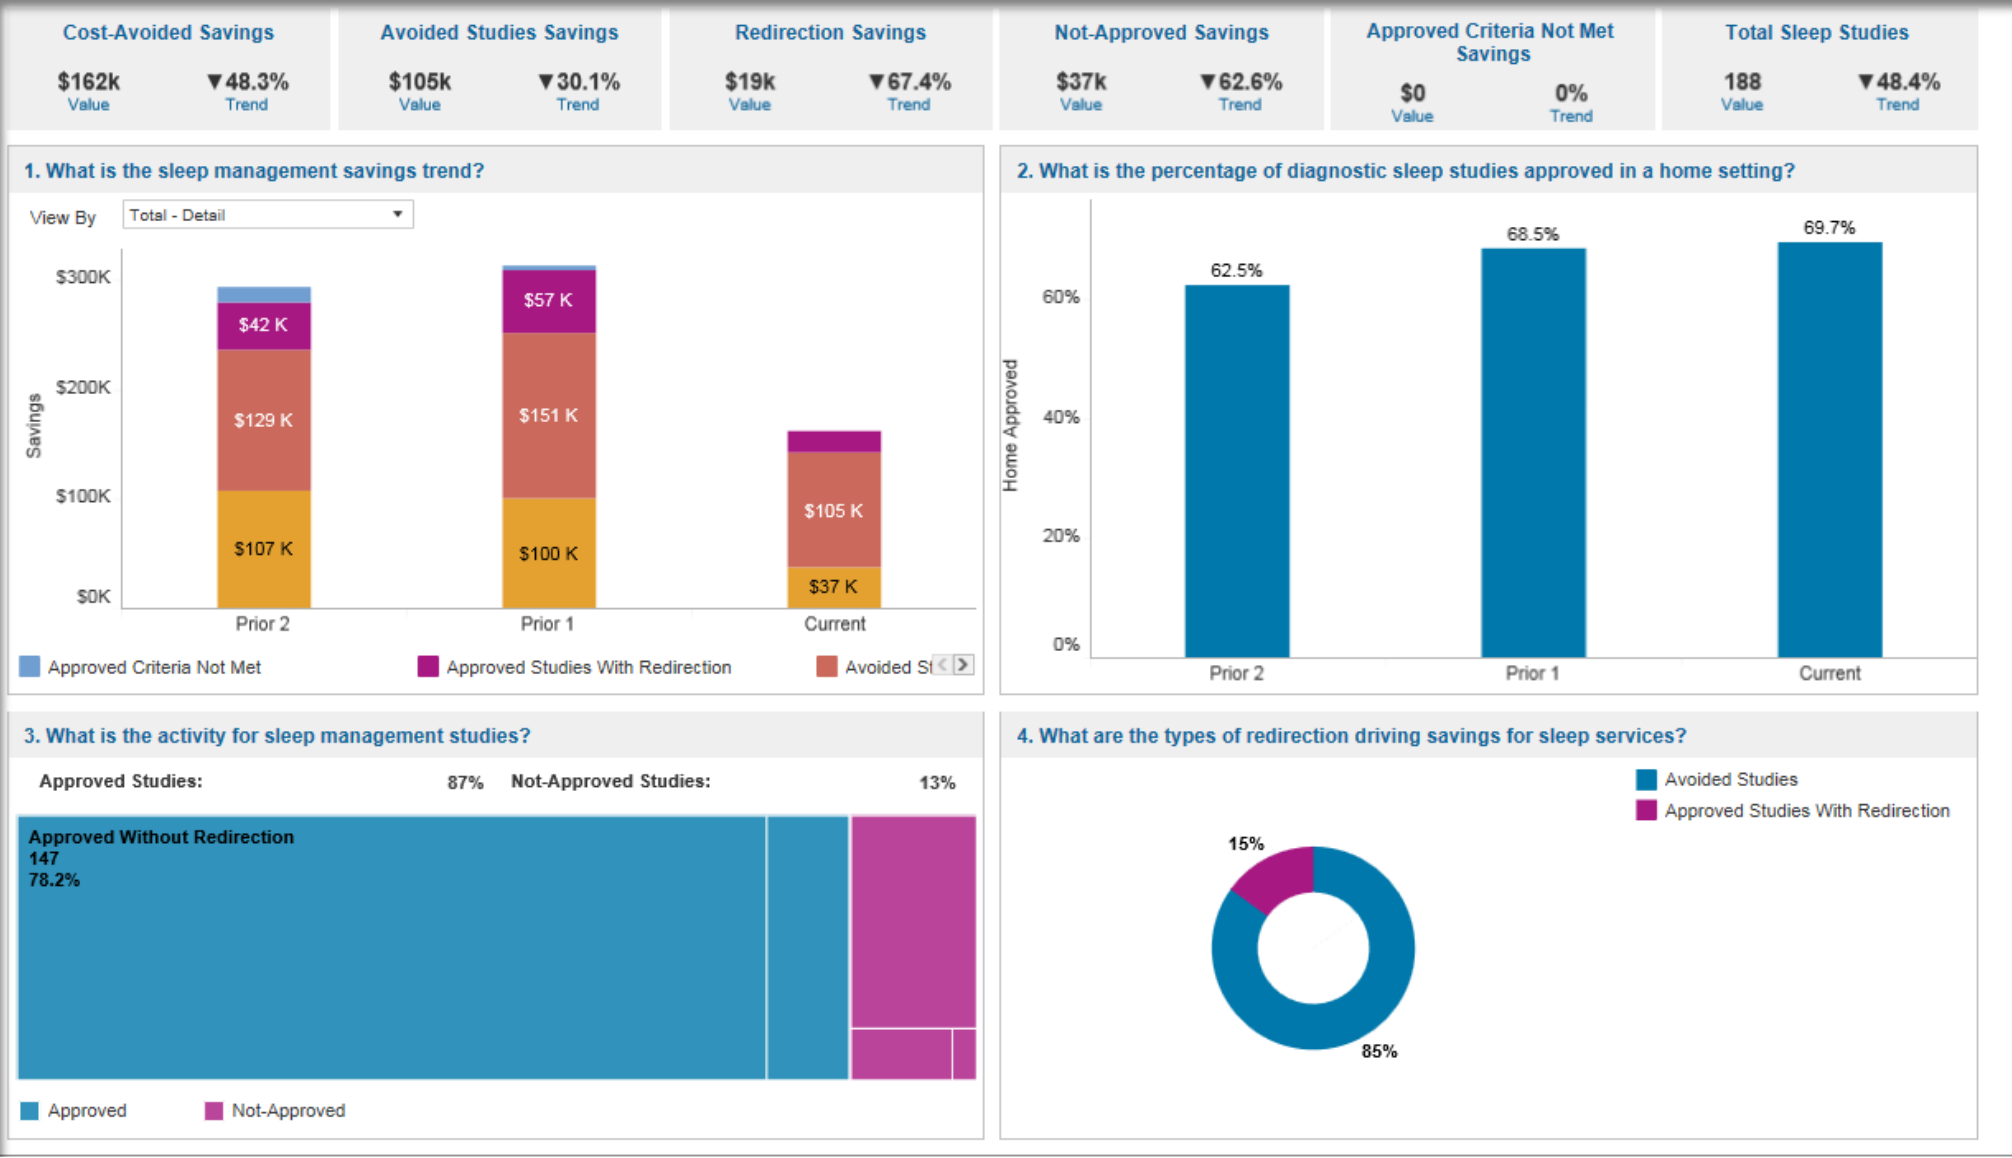 Cost-Avoided Savings
$162k
Value
▼48.3%
Trend
Avoided Studies Savings
$105k
Value
▼30.1%
Trend
Redirection Savings
$19k
Value
▼67.4%
Trend
Not-Approved Savings
$37k
Value
▼62.6%
Trend
Approved Criteria Not Met
Savings
$0
Value
0%
Trend
Total Sleep Studies
188
Value
▼48.4%
Trend
1. What is the sleep management savings trend?
View By
Total - Detail
Savings
$300K
$200K
$100K
$0K
$42 K
$129 K
$107 K
$57 K
$151 K
$100 K
$105 K
$37 K
Prior 2
Prior 1
Current
Approved Criteria Not Met
Approved Studies With Redirection
Avoided
2. What is the percentage of diagnostic sleep studies approved in a home setting?
Home Approved
60%
40%
20%
0%
62.5%
68.5%
69.7%
Prior 2
Prior 1
Current
3. What is the activity for sleep management studies?
Approved Studies: 87% Not-Approved Studies: 13%
Approved Without Redirection
147
78.2%
Approved
Not-Approved
4. What are the types of redirection driving savings for sleep services?
Avoided Studies
Approved Studies With Redirection
15%
85%